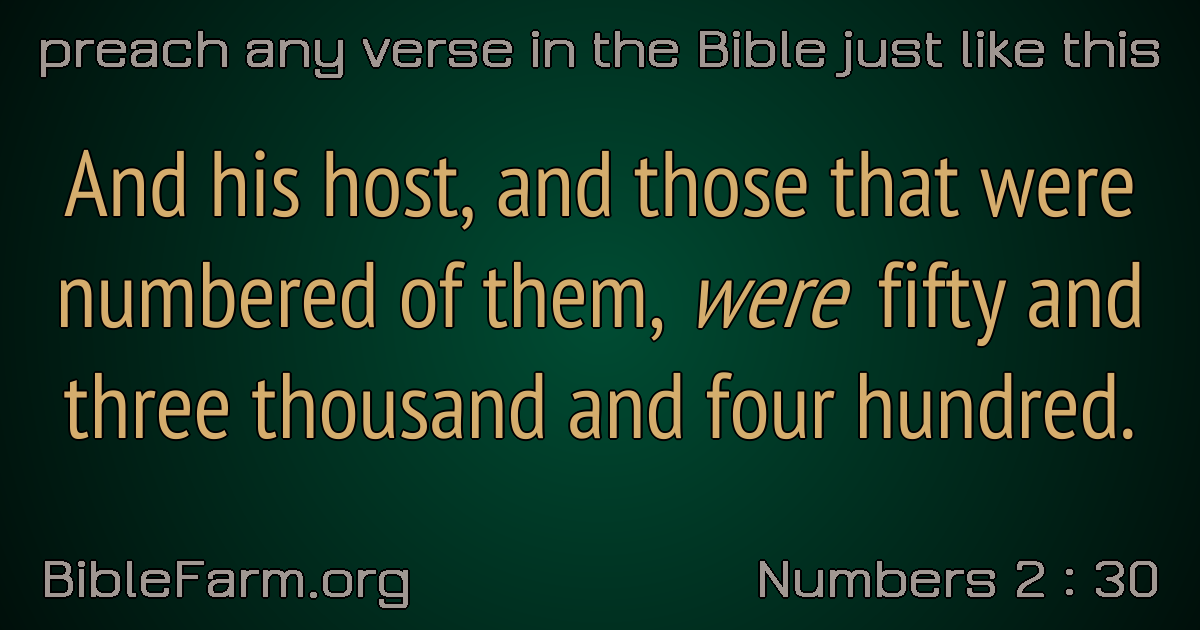 preach any verse in the Bible just like this
And his host, and those that were
numbered of them, were fifty and
three thousand and four hundred.
BibleFarm.org
Numbers 2 : 30